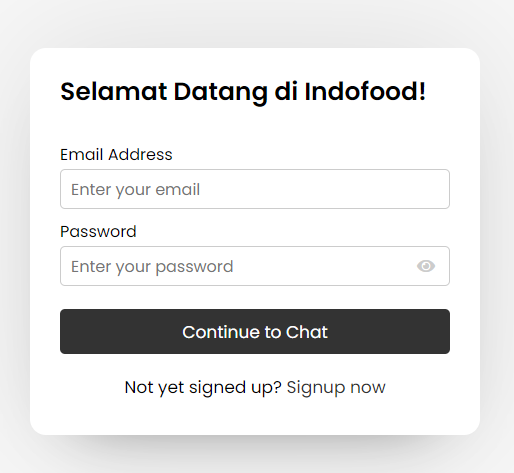 Selamat Datang di Indofood!
Email Address
Enter your email
Password
Enter your password
Continue to Chat
Not yet signed up? Signup now